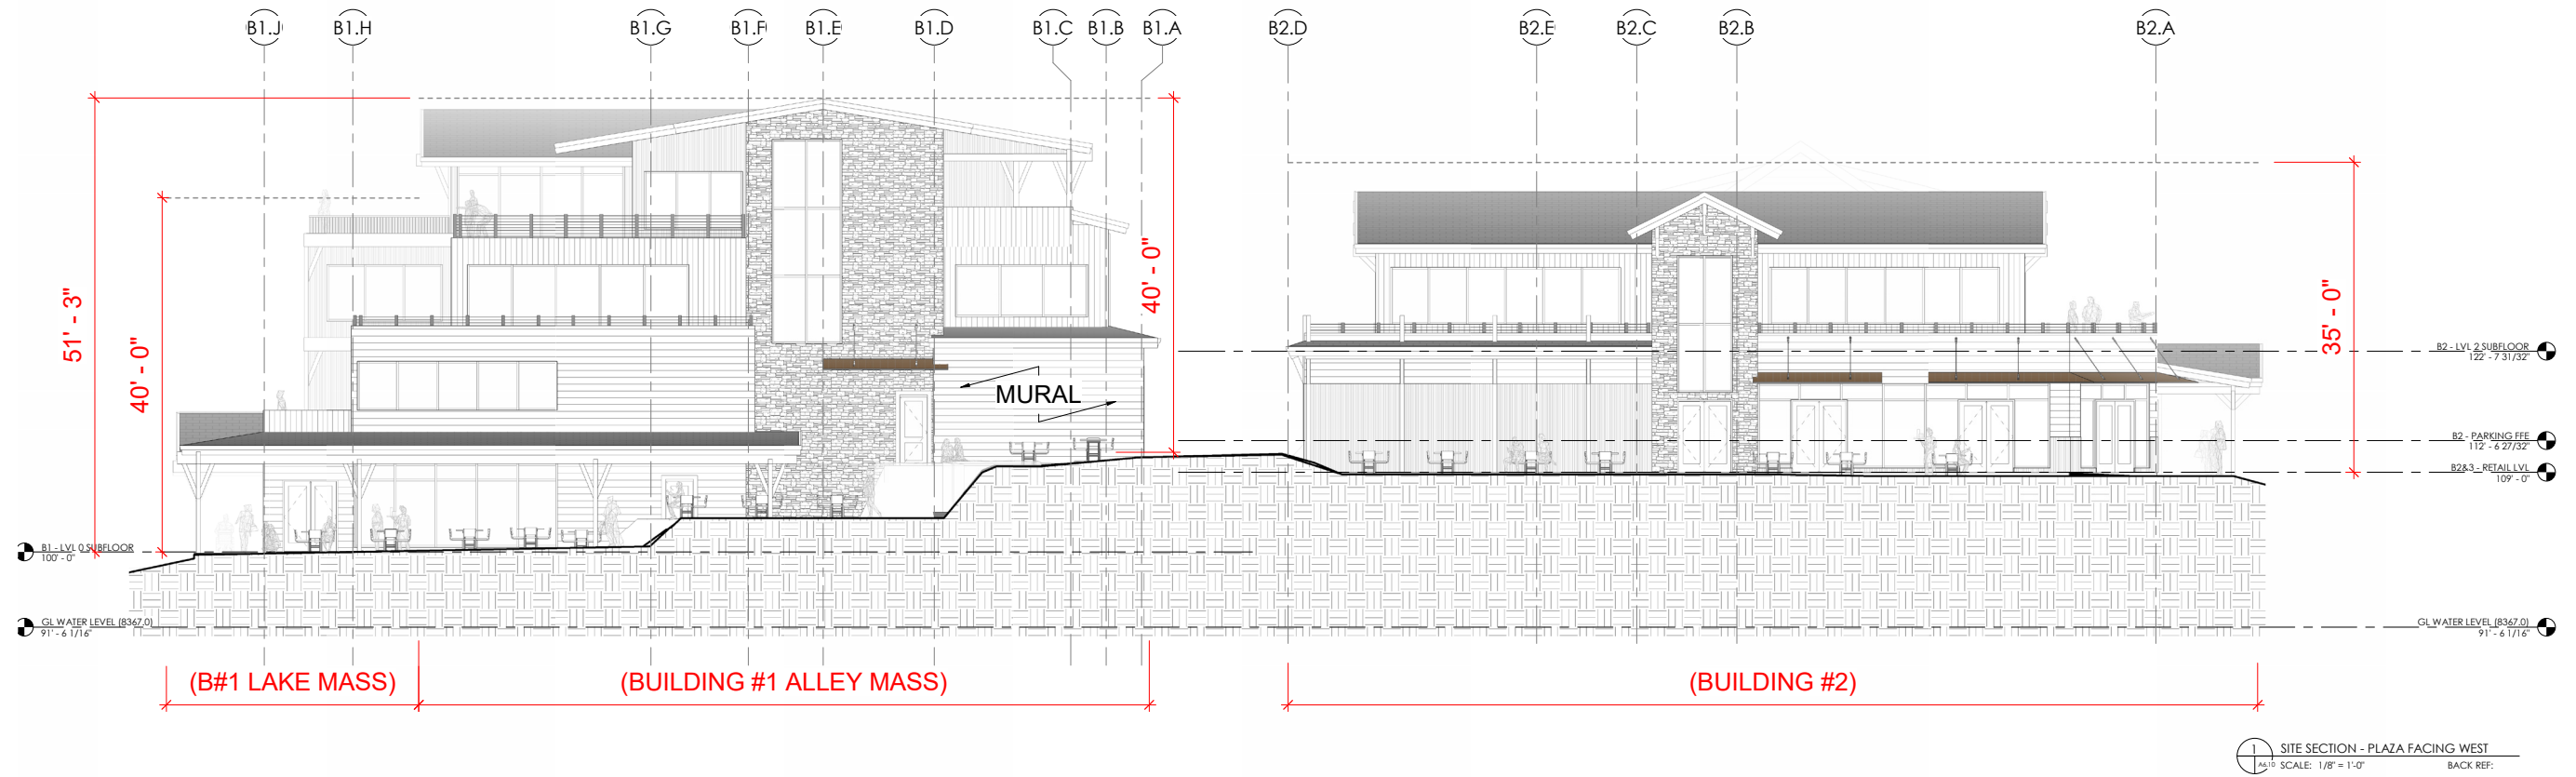 B1.J
B1.H
B1.G
B1.F
B1.E
B1.D
B1.C
B1.B
B1.A
B2.D
B2.E
B2.C
B2.B
B2.A
51' - 3"
40' - 0"
40' - 0"
35' - 0"
MURAL
B2 - LVL 2 SUBFLOOR
122' - 7 31/32"
B2 - PARKING FFE
112' - 6 27/32"
B2&3 - RETAIL LVL
109' - 0"
B1 - LVL 0 SUBFLOOR
100' - 0"
GL WATER LEVEL (8367.0)
91' - 6 1/16"
GL WATER LEVEL (8367.0)
91' - 6 1/16"
(B#1 LAKE MASS)
(BUILDING #1 ALLEY MASS)
(BUILDING #2)
1
A6.10
SITE SECTION - PLAZA FACING WEST
SCALE: 1/8" = 1'-0"
BACK REF: